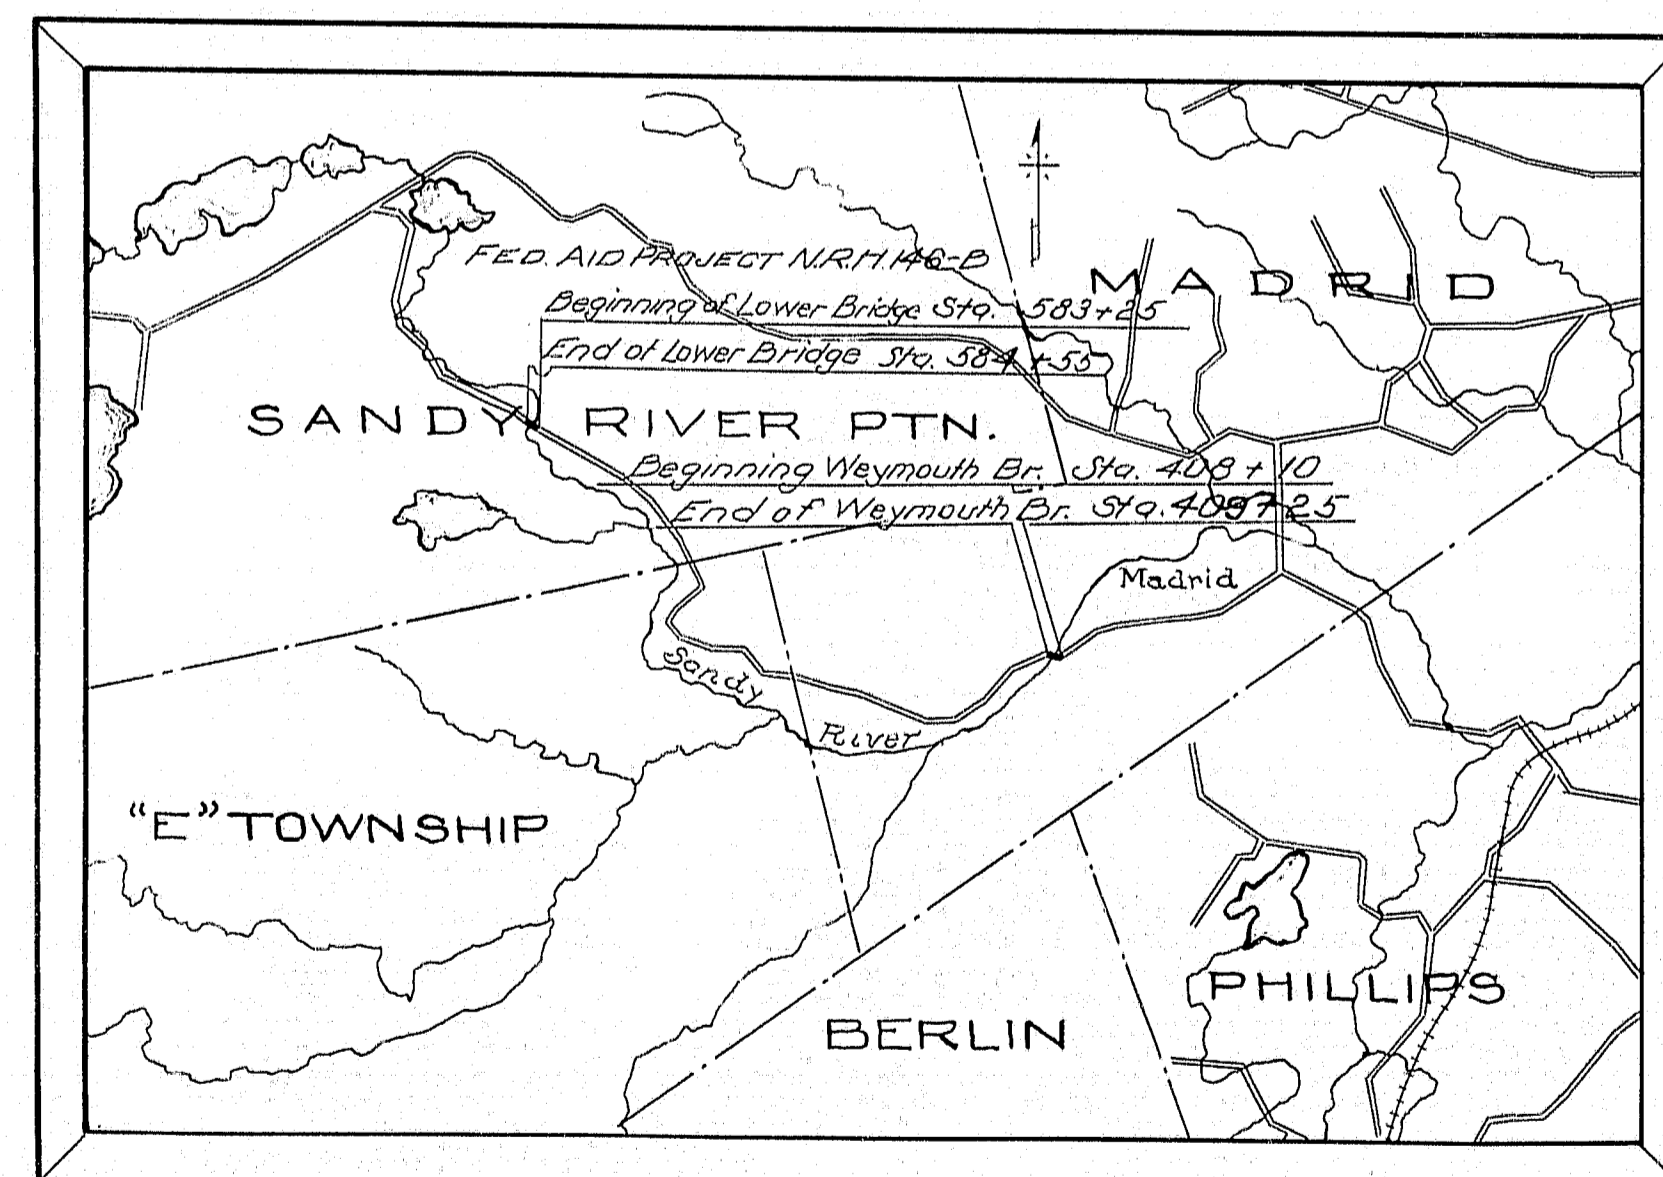 FED. AID PROJECT N.R.H. 146-B
MADRID
Beginning of Lower Bridge Sta. 583+25
End of Lower Bridge Sta. 584+55
SANDY RIVER PTN.
Beginning Weymouth Br. Sta. 408+10
End of Weymouth Br. Sta. 409+25
Madrid
Sandy
River
"E" TOWNSHIP
PHILLIPS
BERLIN